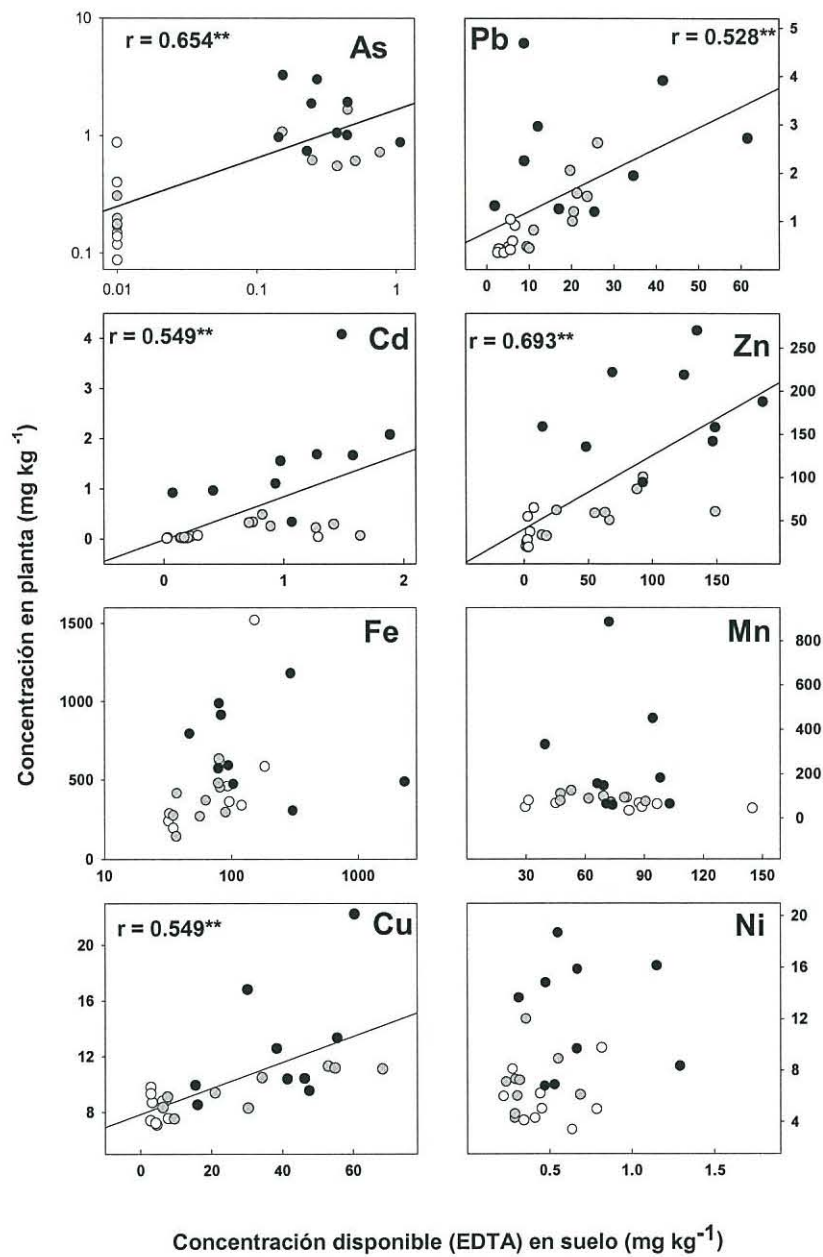 10
1
0.1
0.01 0.1 1
r = 0.654**
As
Pb
r = 0.528**
5
4
3
2
1
0 10 20 30 40 50 60
4
3
2
1
0
0 1 2
r = 0.549**
Cd
r = 0.693**
Zn
250
200
150
100
50
0 50 100 150
1500
1000
500
0
10 100 1000
Fe
Mn
800
600
400
200
0
30 60 90 120 150
20
16
12
8
0 20 40 60
r = 0.549**
Cu
Ni
20
16
12
8
4
0.5 1.0 1.5
Concentración en planta (mg kg⁻¹)
Concentración disponible (EDTA) en suelo (mg kg⁻¹)